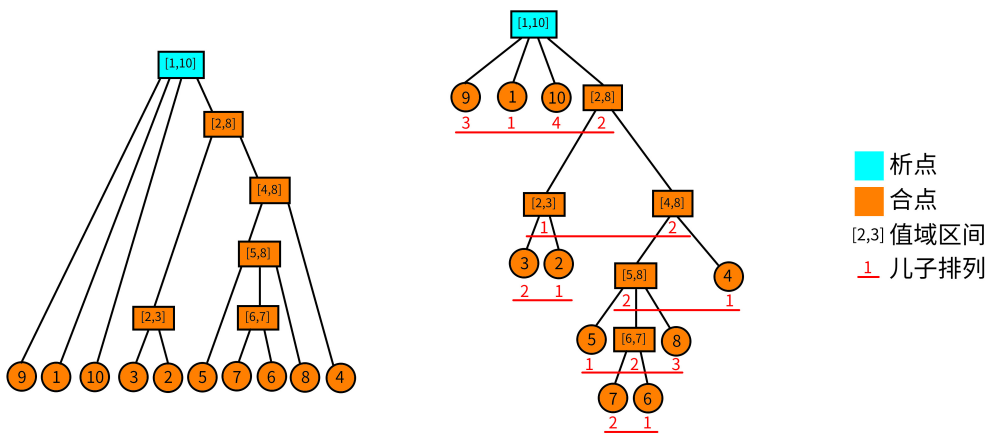 [1,10]
[2,8]
[4,8]
[5,8]
[2,3] [6,7]
9 1 10 3 2 5 7 6 8 4
[1,10]
9 1 10 [2,8]
3 1 4 2
[2,3] [4,8]
1 2
3 2 [5,8] 4
2 1 2 1
5 [6,7] 8
1 2 3
7 6
2 1
析点
合点
[2,3] 值域区间
1 儿子排列